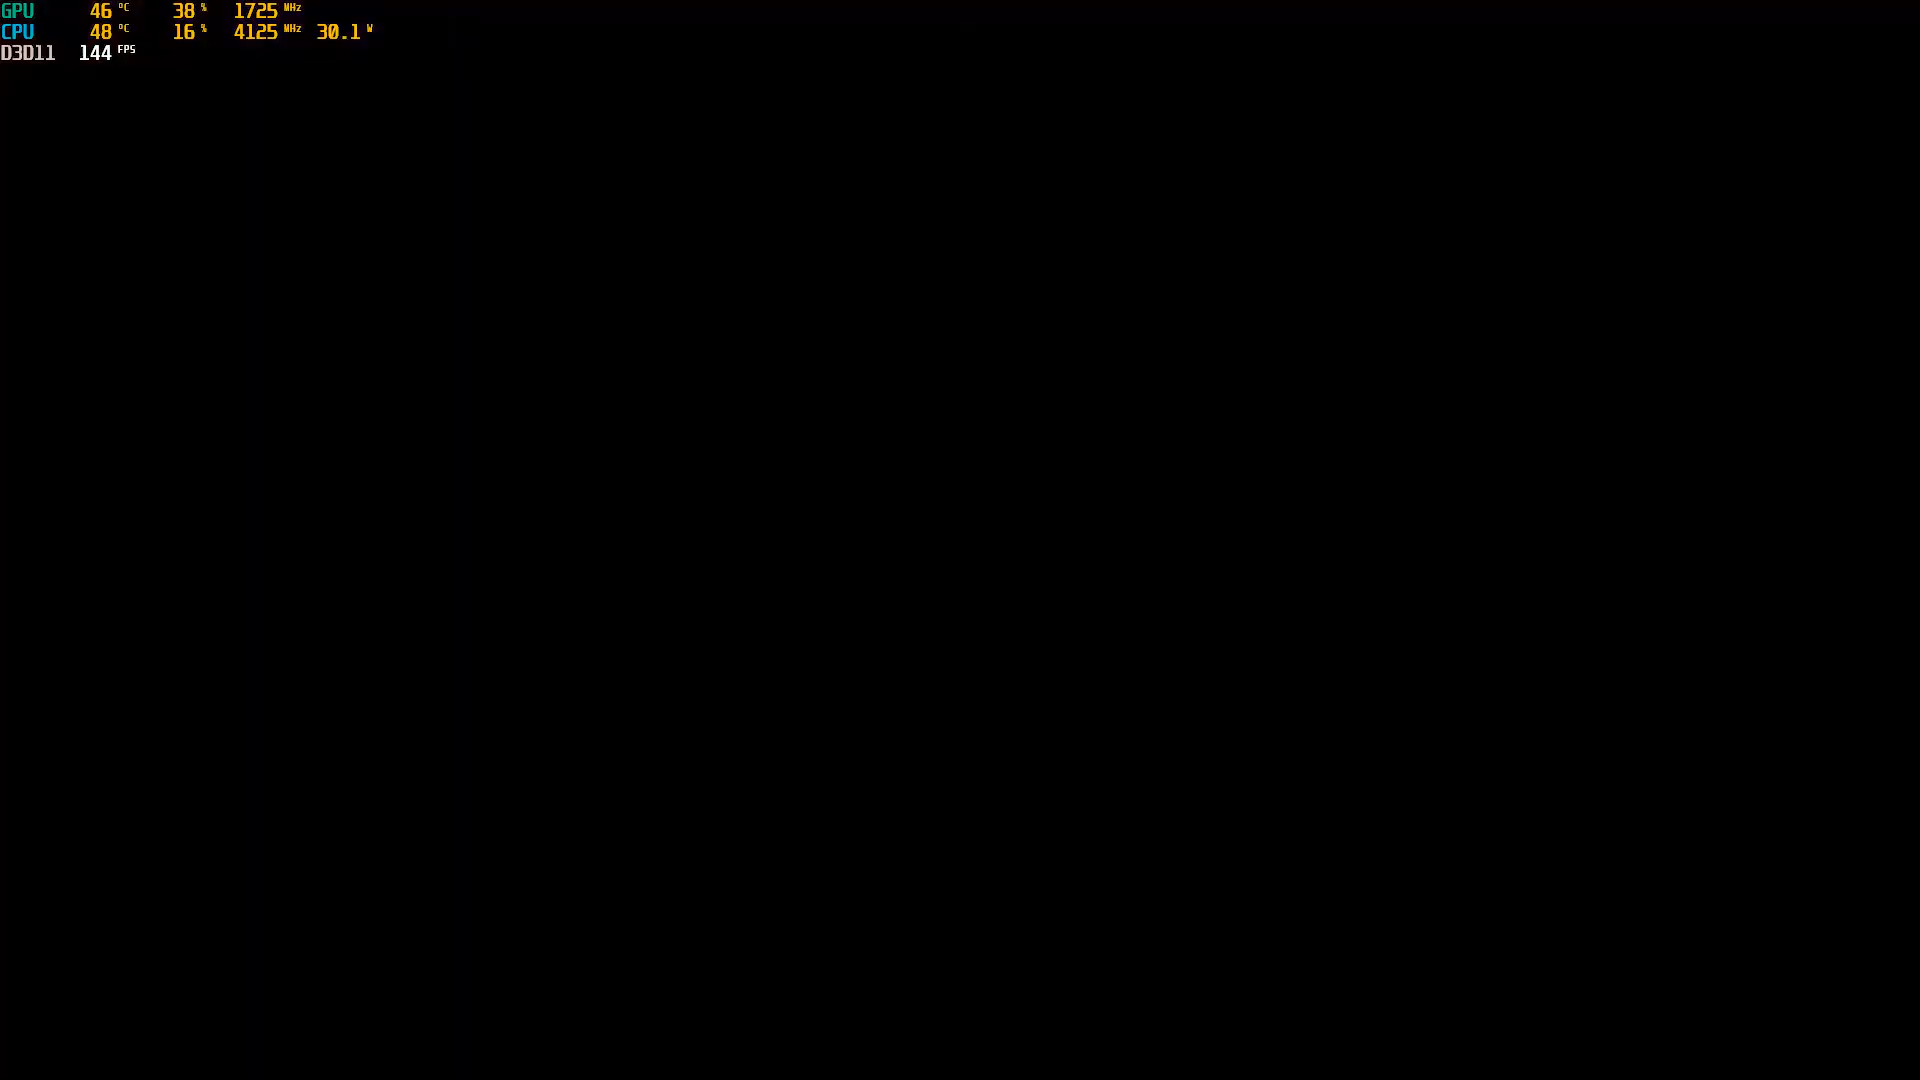 GPU 46 °C 38 % 1725 MHz
CPU 48 °C 16 % 4125 MHz 30.1 W
D3D11 144 FPS